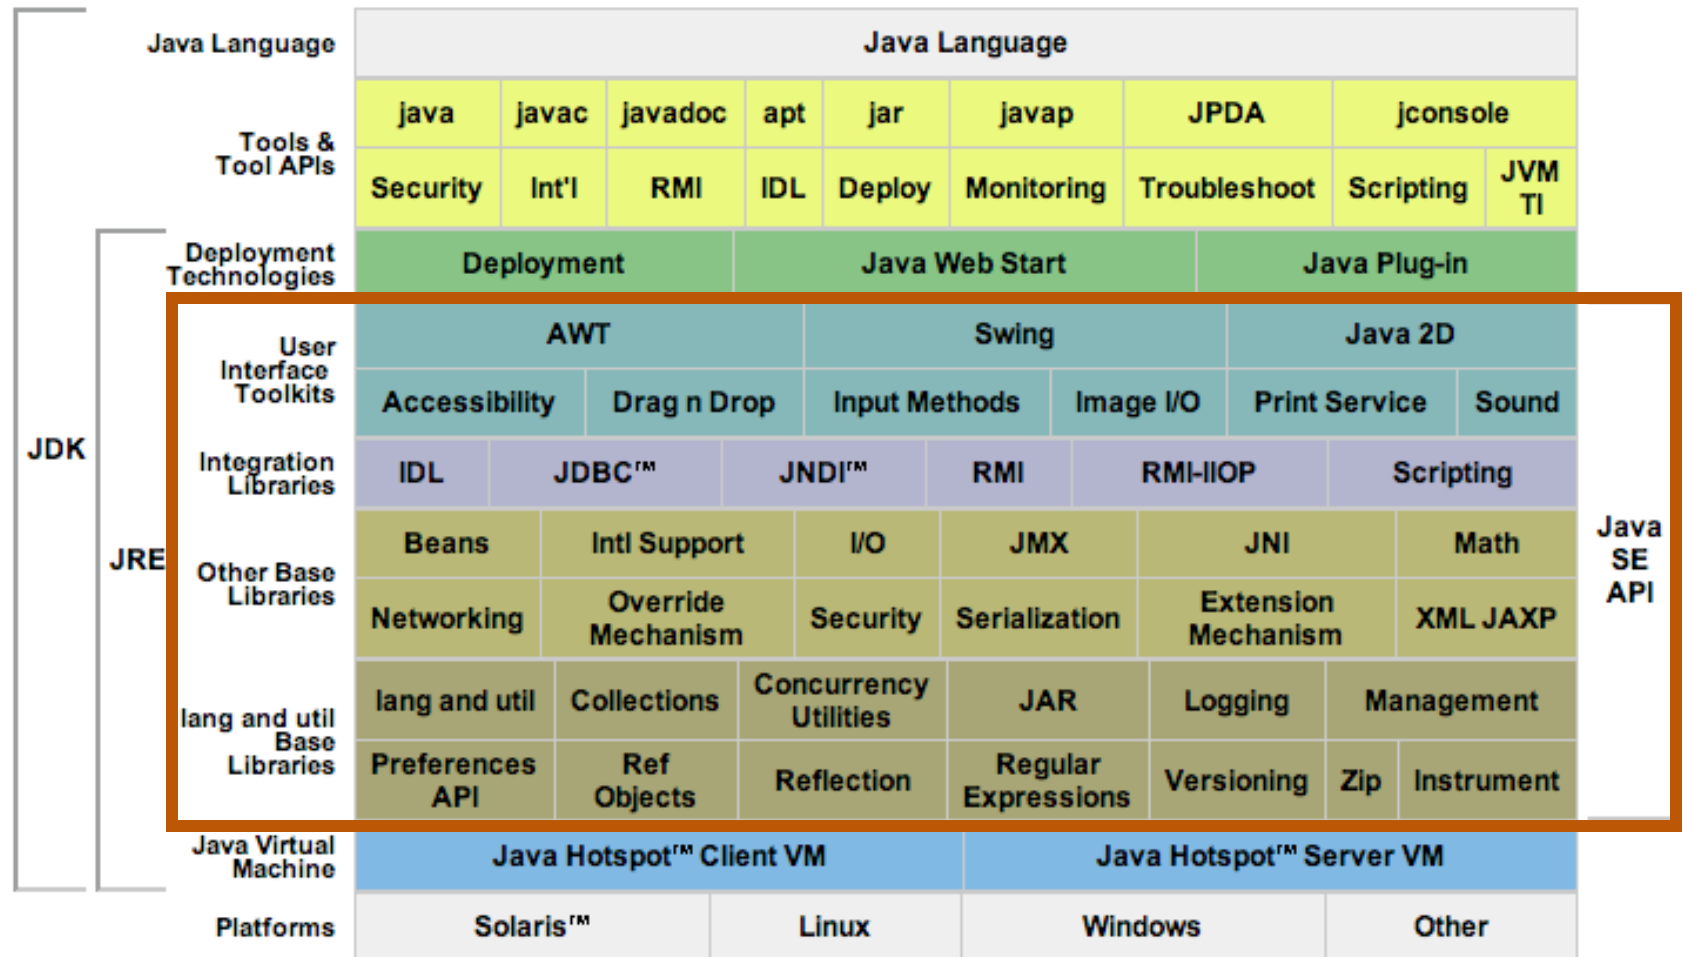 Java Language
Java Language
Tools &
Tool APIs
java javac javadoc apt jar javap JPDA jconsole
Security Int'l RMI IDL Deploy Monitoring Troubleshoot Scripting JVM
TI
Deployment
Technologies
Deployment Java Web Start Java Plug-in
User
Interface
Toolkits
AWT Swing Java 2D
Accessibility Drag n Drop Input Methods Image I/O Print Service Sound
JDK
Integration
Libraries
IDL JDBC™ JNDI™ RMI RMI-IIOP Scripting
JRE
Other Base
Libraries
Beans Intl Support I/O JMX JNI Math
Networking Override
Mechanism
Security Serialization Extension
Mechanism
XML JAXP
Java
SE
API
lang and util
Base
Libraries
lang and util Collections Concurrency
Utilities
JAR Logging Management
Preferences
API
Ref
Objects
Reflection Regular
Expressions
Versioning Zip Instrument
Java Virtual
Machine
Java Hotspot™ Client VM Java Hotspot™ Server VM
Platforms
Solaris™ Linux Windows Other